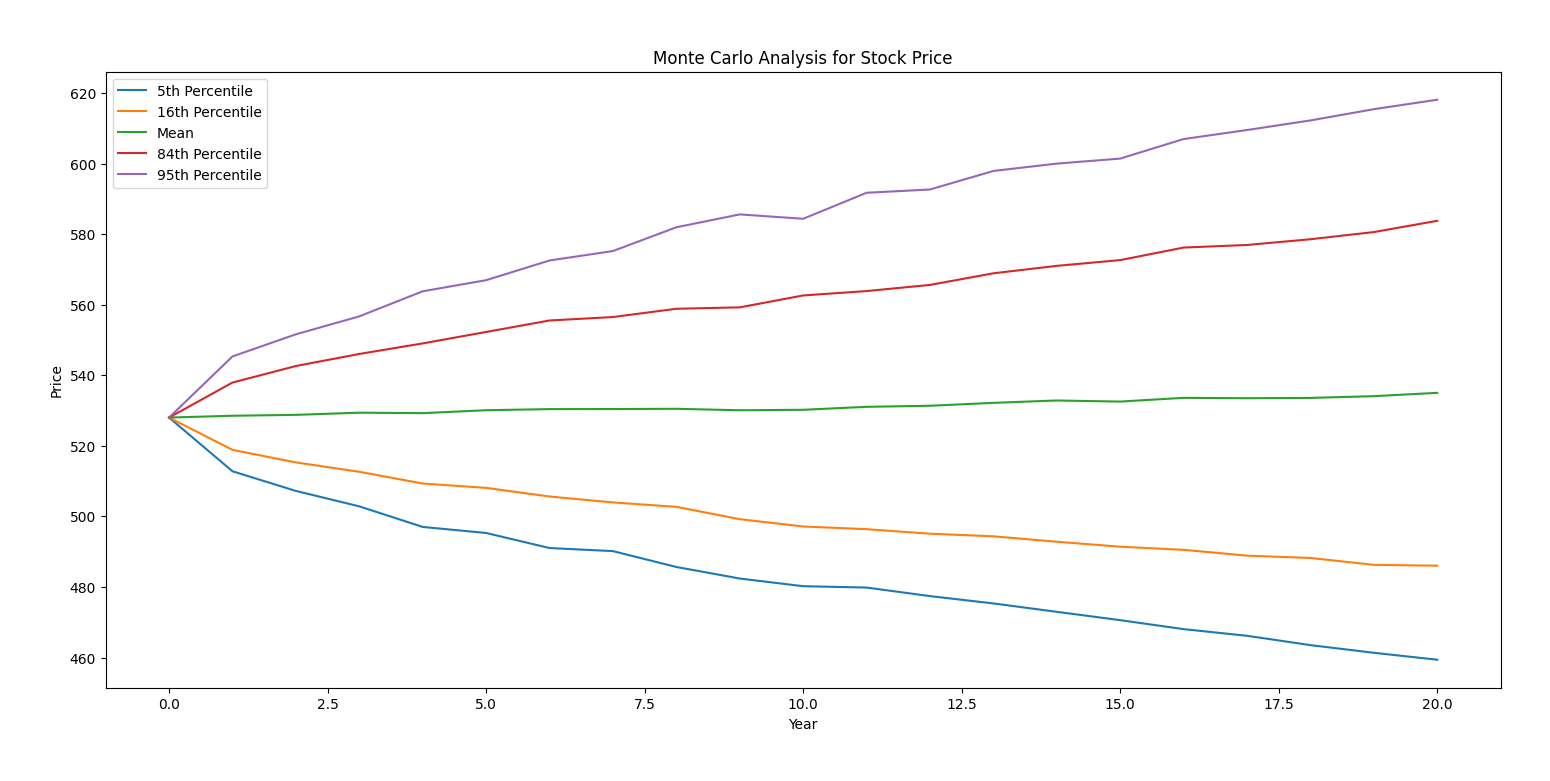 Monte Carlo Analysis for Stock Price
5th Percentile
16th Percentile
Mean
84th Percentile
95th Percentile
620
600
580
560
540
520
500
480
460
Price
0.0 2.5 5.0 7.5 10.0 12.5 15.0 17.5 20.0
Year